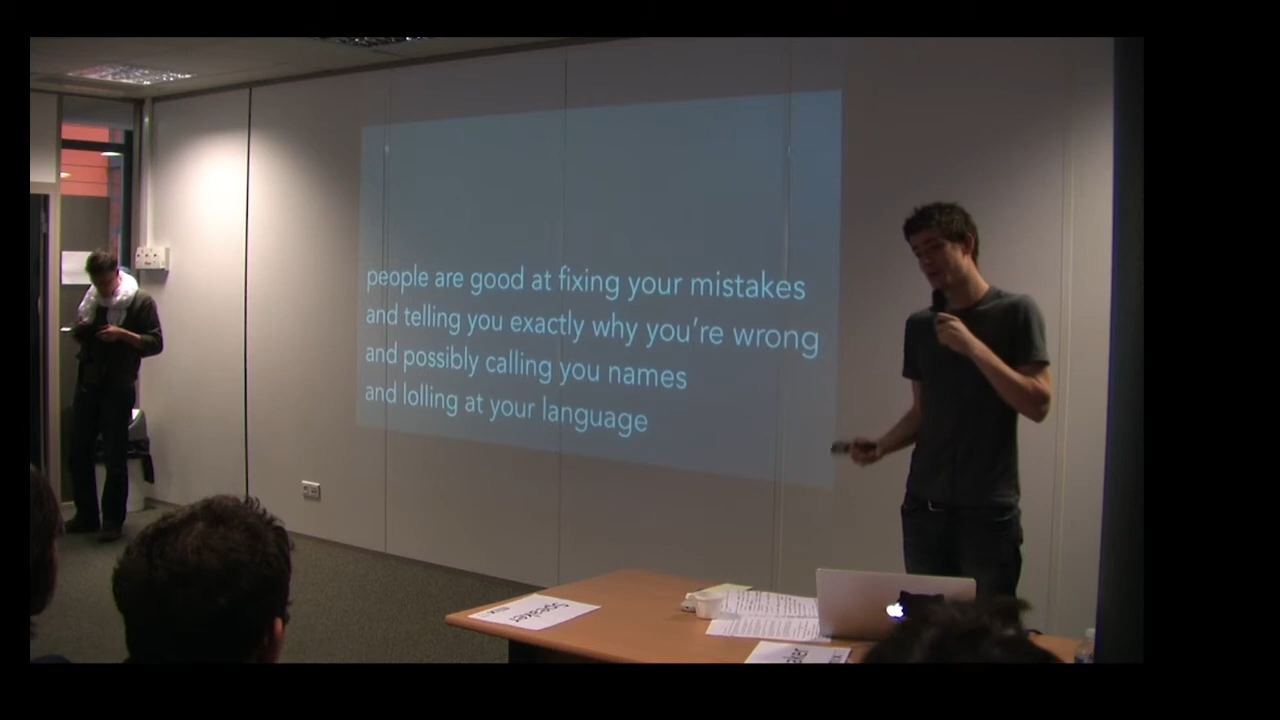 people are good at fixing your mistakes
and telling you exactly why you're wrong
and possibly calling you names
and lolling at your language
Speaker